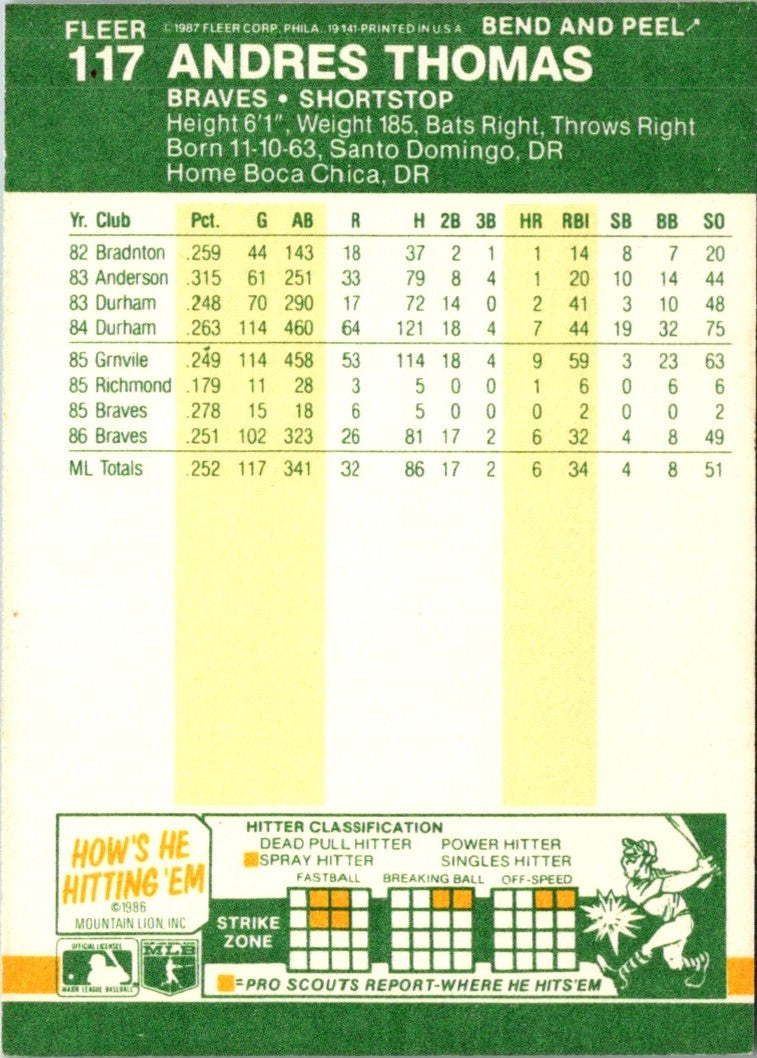 FLEER ©1987 FLEER CORP. PHILA. 19141-PRINTED IN U.S.A. BEND AND PEEL
117 ANDRES THOMAS
BRAVES • SHORTSTOP
Height 6'1", Weight 185, Bats Right, Throws Right
Born 11-10-63, Santo Domingo, DR
Home Boca Chica, DR
Yr. Club Pct. G AB R H 2B 3B HR RBI SB BB SO
82 Bradnton .259 44 143 18 37 2 1 1 14 8 7 20
83 Anderson .315 61 251 33 79 8 4 1 20 10 14 44
83 Durham .248 70 290 17 72 14 0 2 41 3 10 48
84 Durham .263 114 460 64 121 18 4 7 44 19 32 75
85 Grnvile .249 114 458 53 114 18 4 9 59 3 23 63
85 Richmond .179 11 28 3 5 0 0 1 6 0 6 6
85 Braves .278 15 18 6 5 0 0 0 2 0 0 2
86 Braves .251 102 323 26 81 17 2 6 32 4 8 49
ML Totals .252 117 341 32 86 17 2 6 34 4 8 51
HOW'S HE
HITTING 'EM
©1986
MOUNTAIN LION, INC
HITTER CLASSIFICATION
DEAD PULL HITTER POWER HITTER
SPRAY HITTER SINGLES HITTER
FASTBALL BREAKING BALL OFF-SPEED
STRIKE
ZONE
=PRO SCOUTS REPORT-WHERE HE HITS'EM
OFFICIAL LICENSEE
MAJOR LEAGUE BASEBALL
MLB